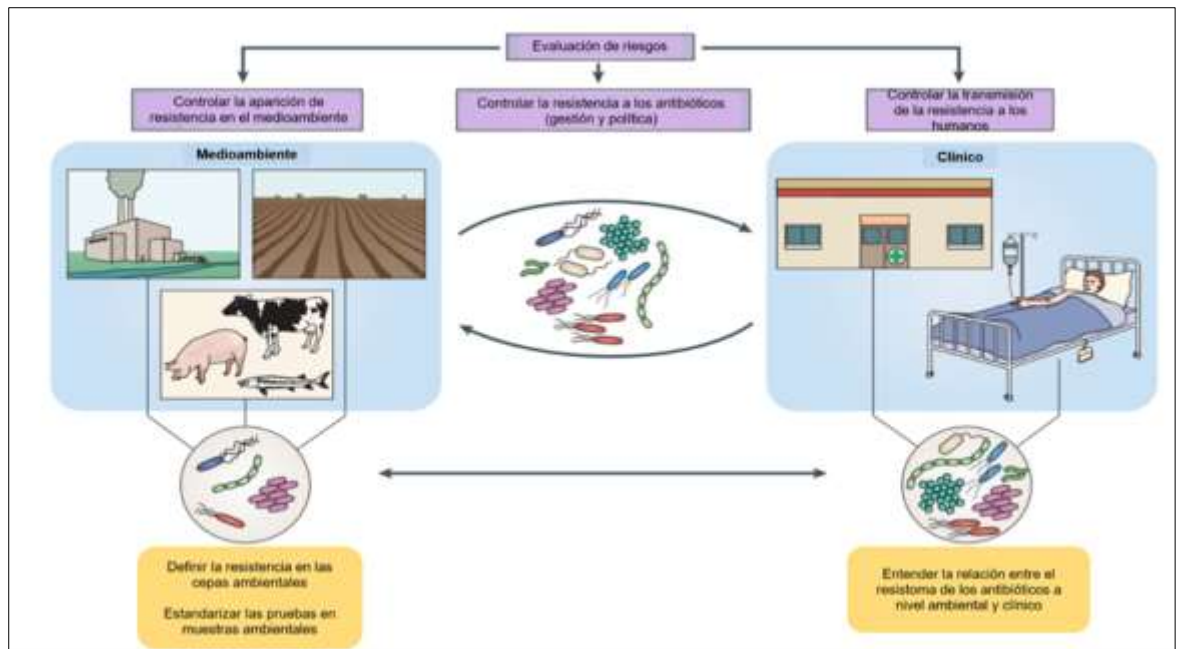 Evaluación de riesgos
Controlar la aparición de
resistencia en el medioambiente
Controlar la resistencia a los antibióticos
(gestión y política)
Controlar la transmisión
de la resistencia a los
humanos
Medioambiente
Clínico
Definir la resistencia en las
cepas ambientales
Estandarizar las pruebas en
muestras ambientales
Entender la relación entre el
resistoma de los antibióticos a
nivel ambiental y clínico